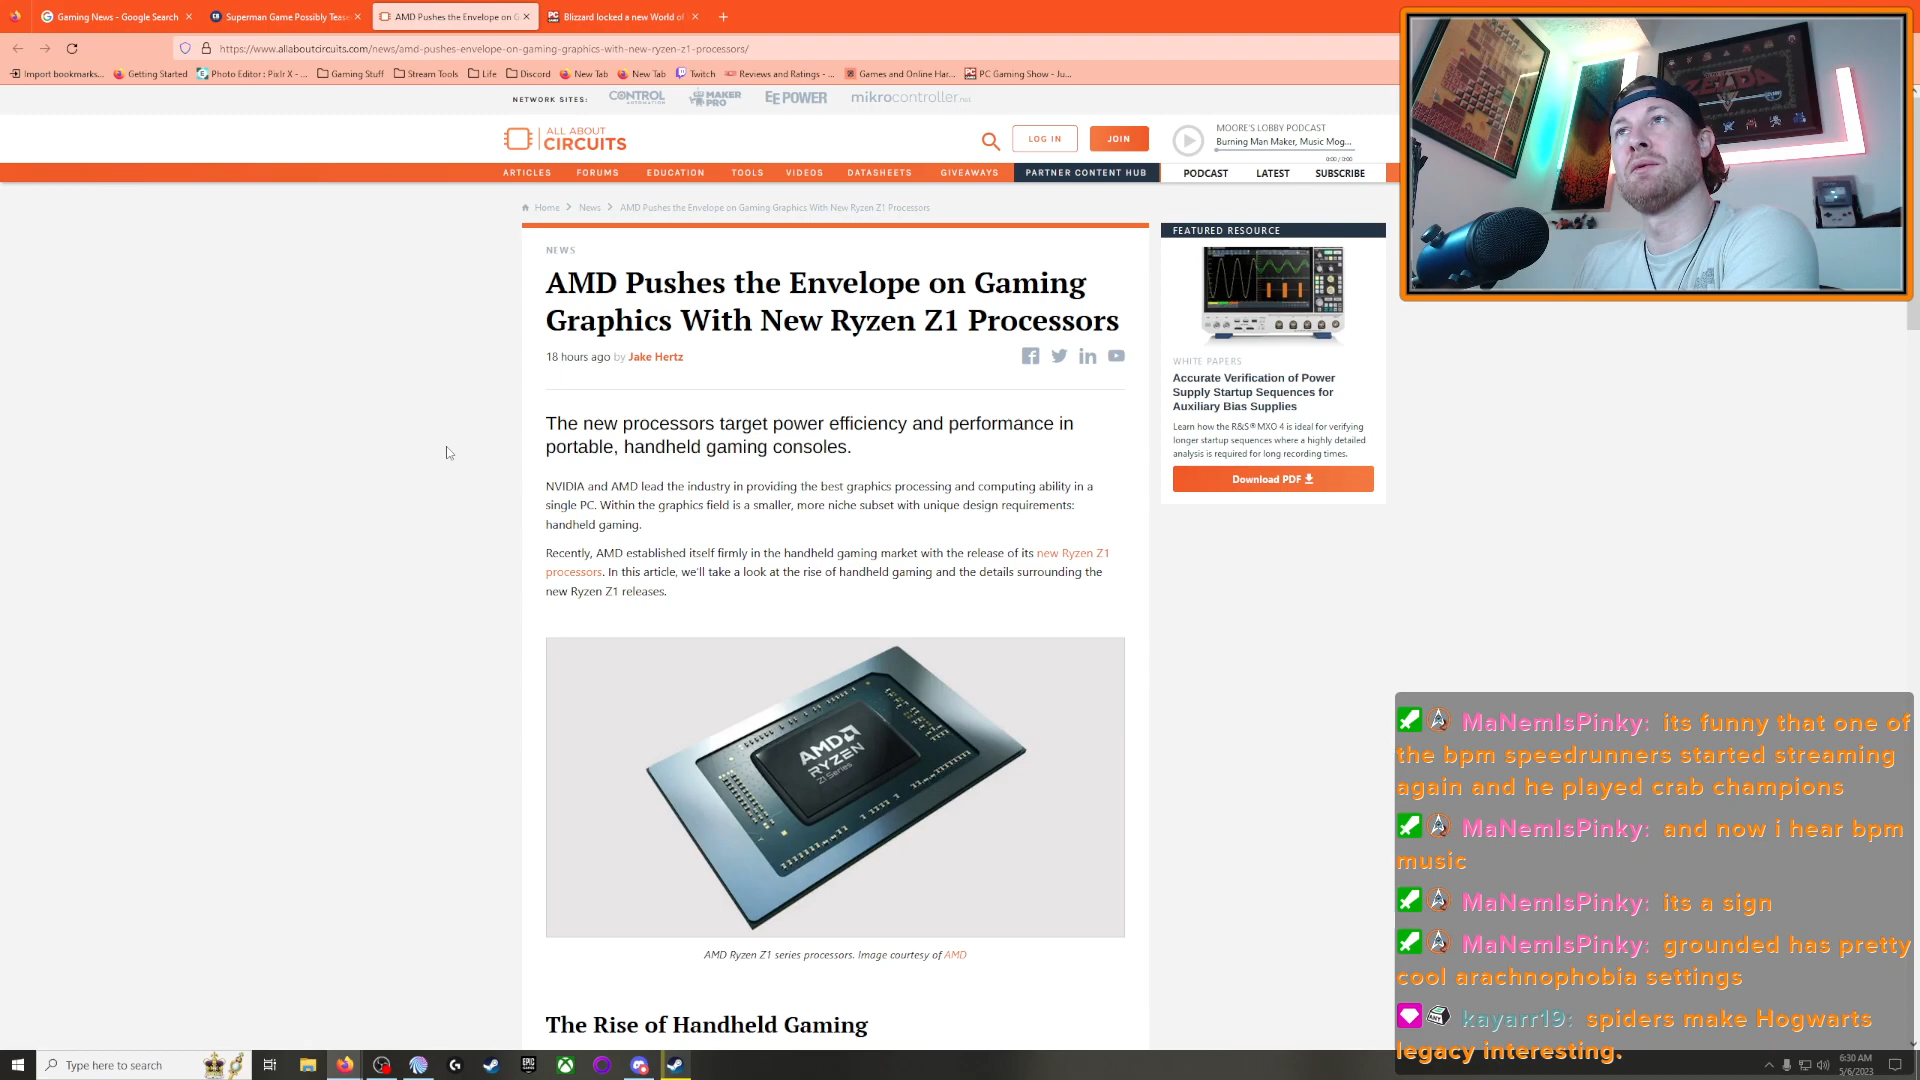 Gaming News - Google Search
Superman Game Possibly Tease
AMD Pushes the Envelope on G
Blizzard locked a new World of
https://www.allaboutcircuits.com/news/amd-pushes-envelope-on-gaming-graphics-with-new-ryzen-z1-processors/
Import bookmarks... Getting Started Photo Editor : Pixlr X - ... Gaming Stuff Stream Tools Life Discord New Tab New Tab Twitch Reviews and Ratings - ... Games and Online Har... PC Gaming Show - Ju...
NETWORK SITES: CONTROL AUTOMATION MAKER PRO EEPOWER mikrocontroller.net
ALL ABOUT
CIRCUITS
LOG IN JOIN
MOORE'S LOBBY PODCAST
Burning Man Maker, Music Mog...
0:00 / 0:00
ARTICLES FORUMS EDUCATION TOOLS VIDEOS DATASHEETS GIVEAWAYS PARTNER CONTENT HUB PODCAST LATEST SUBSCRIBE
Home > News > AMD Pushes the Envelope on Gaming Graphics With New Ryzen Z1 Processors
NEWS
AMD Pushes the Envelope on Gaming
Graphics With New Ryzen Z1 Processors
18 hours ago by Jake Hertz
The new processors target power efficiency and performance in
portable, handheld gaming consoles.
NVIDIA and AMD lead the industry in providing the best graphics processing and computing ability in a
single PC. Within the graphics field is a smaller, more niche subset with unique design requirements:
handheld gaming.
Recently, AMD established itself firmly in the handheld gaming market with the release of its new Ryzen Z1
processors. In this article, we'll take a look at the rise of handheld gaming and the details surrounding the
new Ryzen Z1 releases.
AMD
RYZEN
Z1 Series
AMD Ryzen Z1 series processors. Image courtesy of AMD
The Rise of Handheld Gaming
FEATURED RESOURCE
WHITE PAPERS
Accurate Verification of Power
Supply Startup Sequences for
Auxiliary Bias Supplies
Learn how the R&S®MXO 4 is ideal for verifying
longer startup sequences where a highly detailed
analysis is required for long recording times.
Download PDF
ZELDA
MaNemIsPinky: its funny that one of
the bpm speedrunners started streaming
again and he played crab champions
MaNemIsPinky: and now i hear bpm
music
MaNemIsPinky: its a sign
MaNemIsPinky: grounded has pretty
cool arachnophobia settings
kayarr19: spiders make Hogwarts
legacy interesting.
Type here to search
6:30 AM
5/6/2023